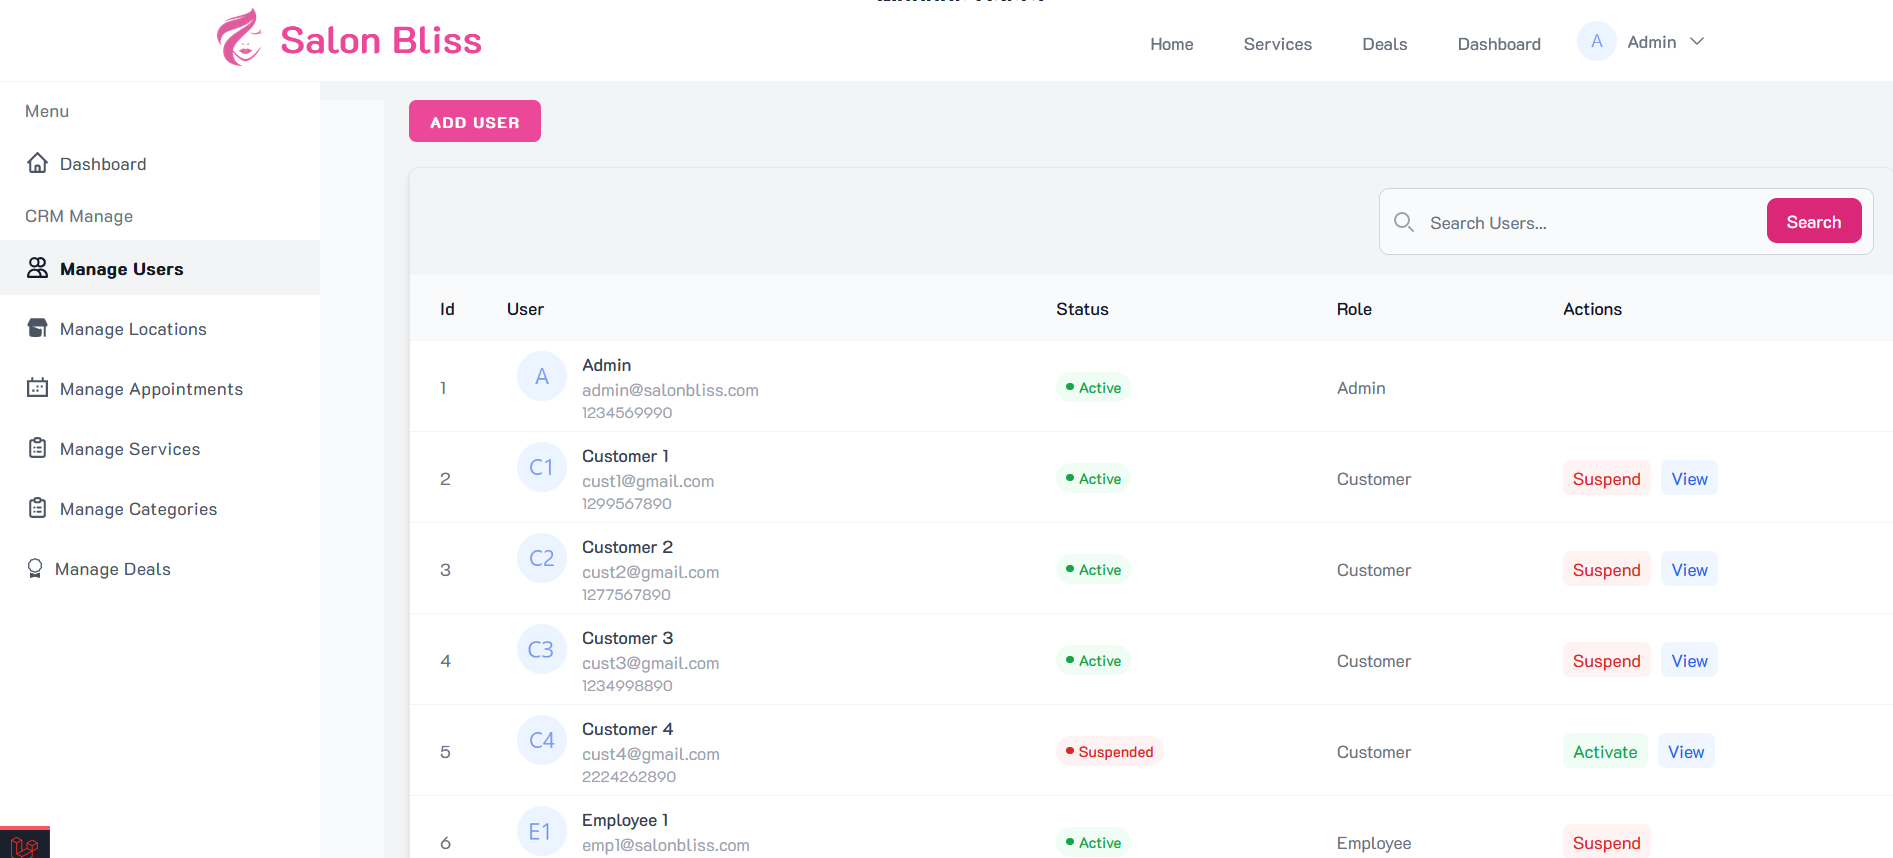 Salon Bliss
Home Services Deals Dashboard A Admin
Menu
Dashboard
CRM Manage
Manage Users
Manage Locations
Manage Appointments
Manage Services
Manage Categories
Manage Deals
ADD USER
Search Users... Search
Id User Status Role Actions
1 A Admin
admin@salonbliss.com
1234569990
Active Admin
2 C1 Customer 1
cust1@gmail.com
1299567890
Active Customer Suspend View
3 C2 Customer 2
cust2@gmail.com
1277567890
Active Customer Suspend View
4 C3 Customer 3
cust3@gmail.com
1234998890
Active Customer Suspend View
5 C4 Customer 4
cust4@gmail.com
2224262890
Suspended Customer Activate View
6 E1 Employee 1
emp1@salonbliss.com
Active Employee Suspend